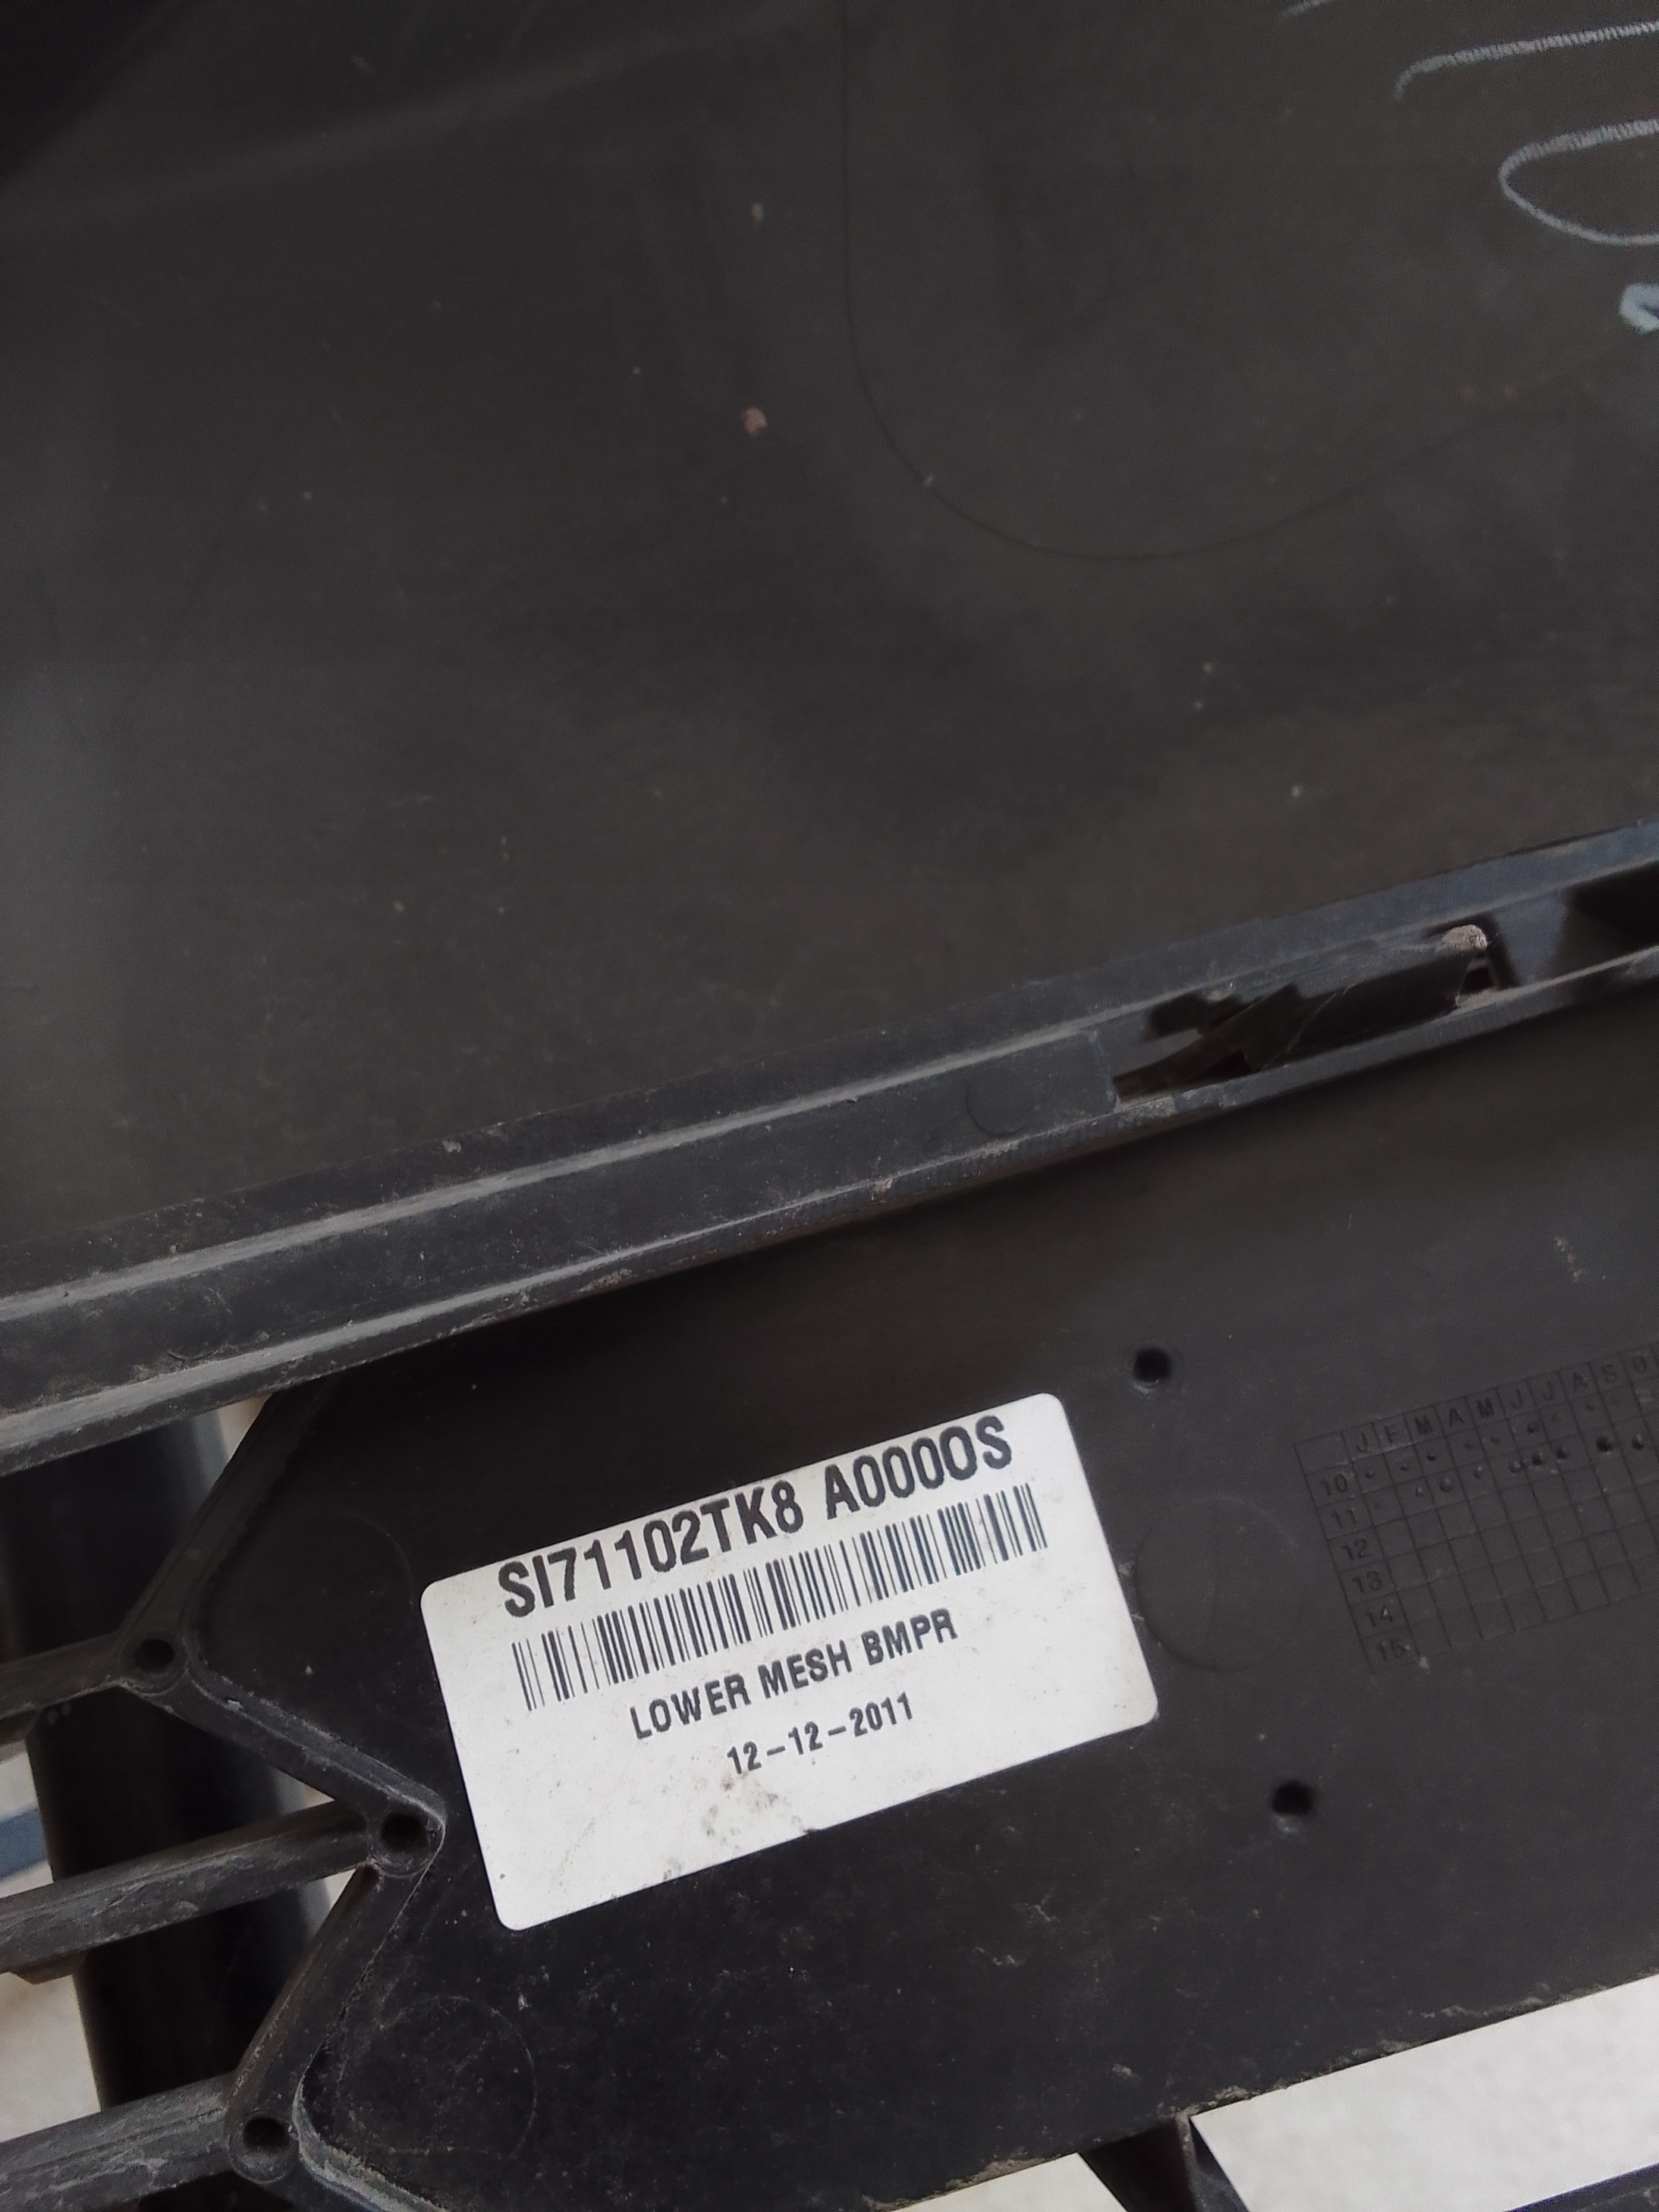 SI71102TK8 A0000S
LOWER MESH BMPR
12-12-2011
J F M A M J J A S O
10
11
12
13
14
15